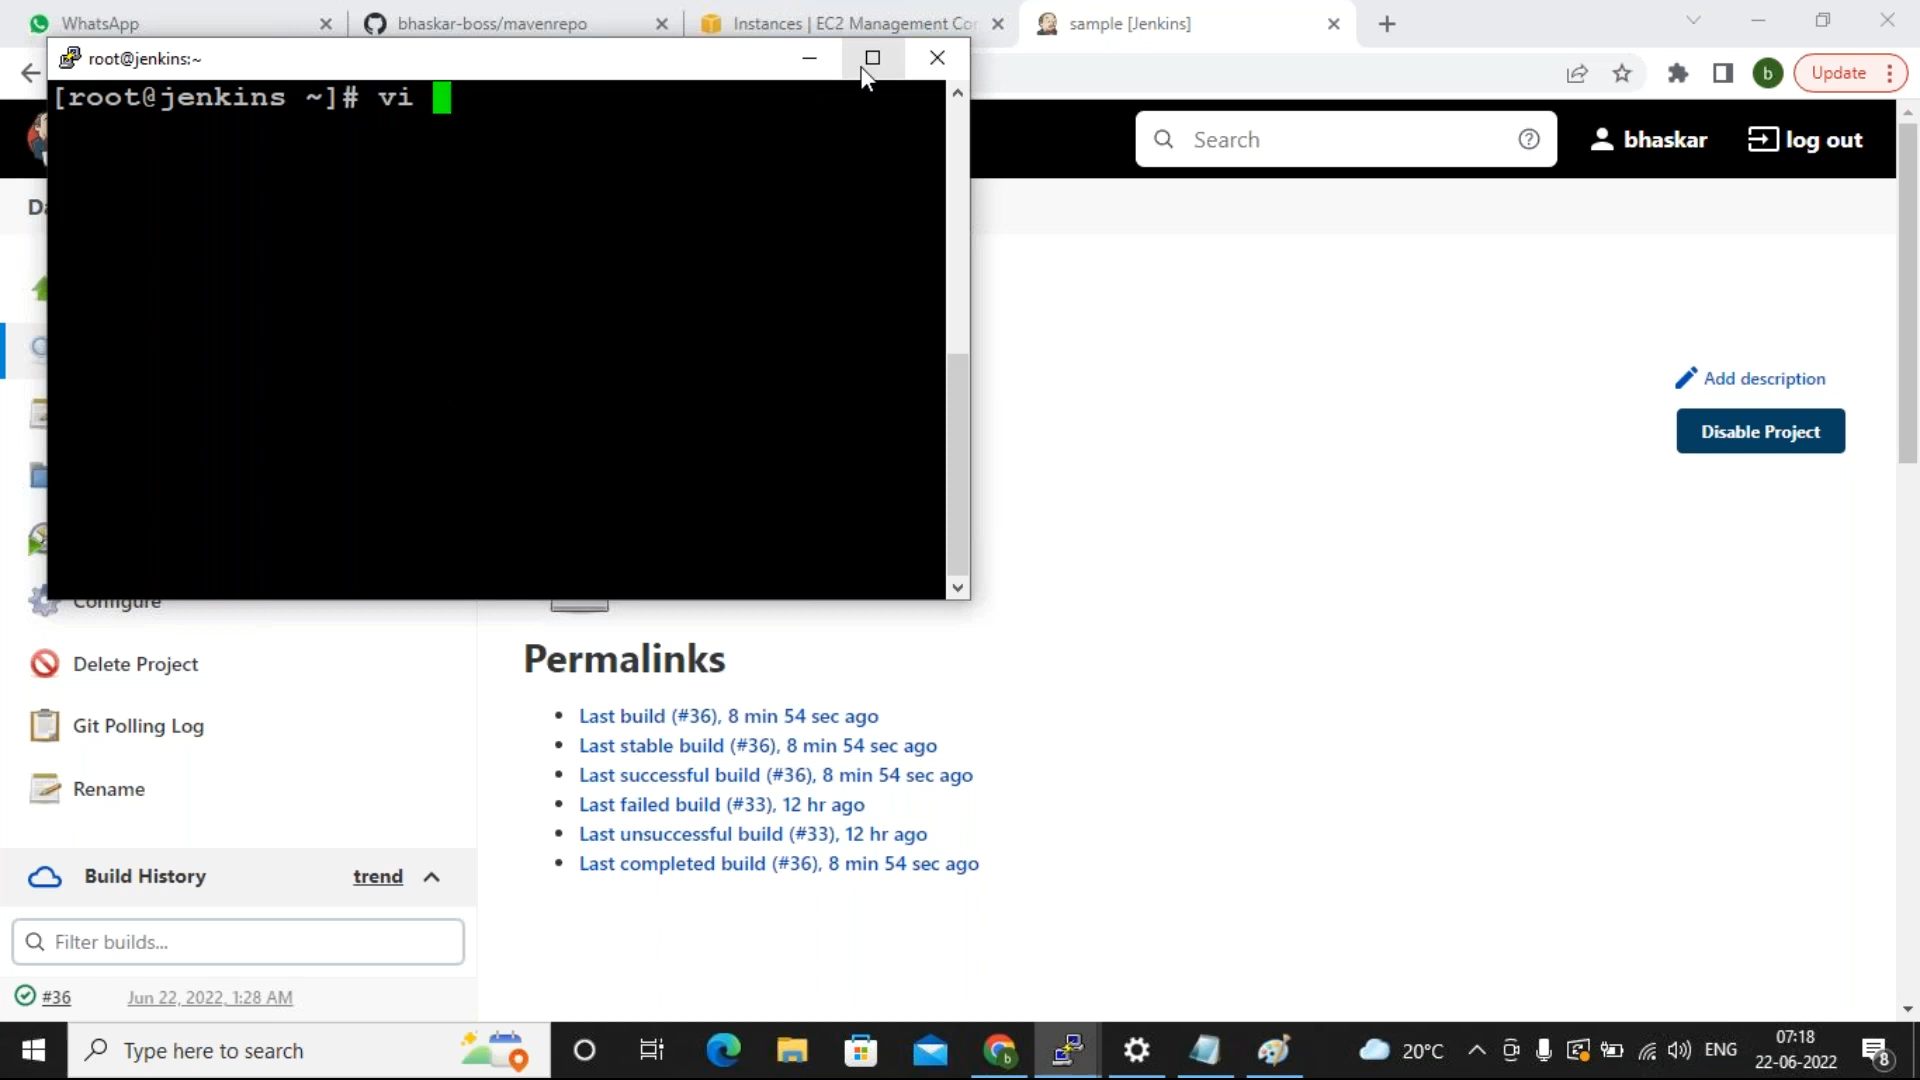 WhatsApp
bhaskar-boss/mavenrepo
Instances | EC2 Management Cor
sample [Jenkins]
root@jenkins:~
b
Update
[root@jenkins ~]# vi
Search
bhaskar
log out
Da
Add description
Disable Project
Configure
Delete Project
Git Polling Log
Rename
Permalinks
Last build (#36), 8 min 54 sec ago
Last stable build (#36), 8 min 54 sec ago
Last successful build (#36), 8 min 54 sec ago
Last failed build (#33), 12 hr ago
Last unsuccessful build (#33), 12 hr ago
Last completed build (#36), 8 min 54 sec ago
Build History
trend
Filter builds...
#36
Jun 22, 2022, 1:28 AM
Type here to search
20°C
ENG
07:18
22-06-2022
8